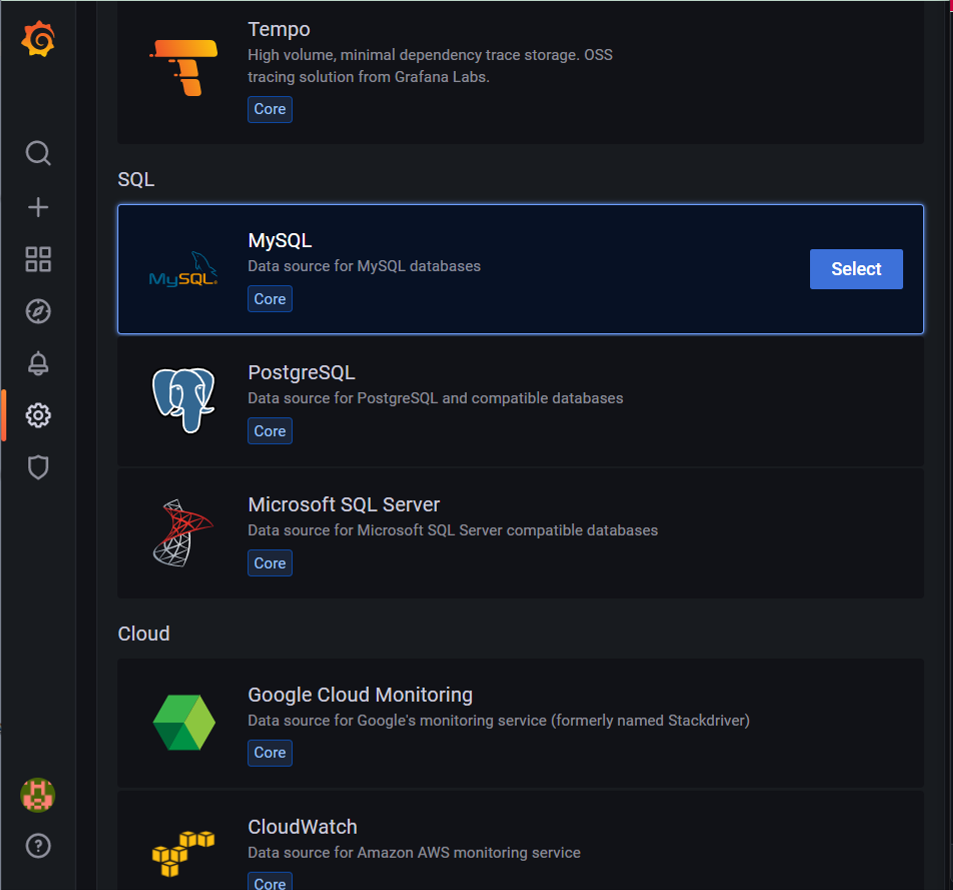 Tempo
High volume, minimal dependency trace storage. OSS
tracing solution from Grafana Labs.
Core
SQL
MySQL
MySQL
Data source for MySQL databases
Core
Select
PostgreSQL
Data source for PostgreSQL and compatible databases
Core
Microsoft SQL Server
Data source for Microsoft SQL Server compatible databases
Core
Cloud
Google Cloud Monitoring
Data source for Google's monitoring service (formerly named Stackdriver)
Core
CloudWatch
Data source for Amazon AWS monitoring service
Core
?